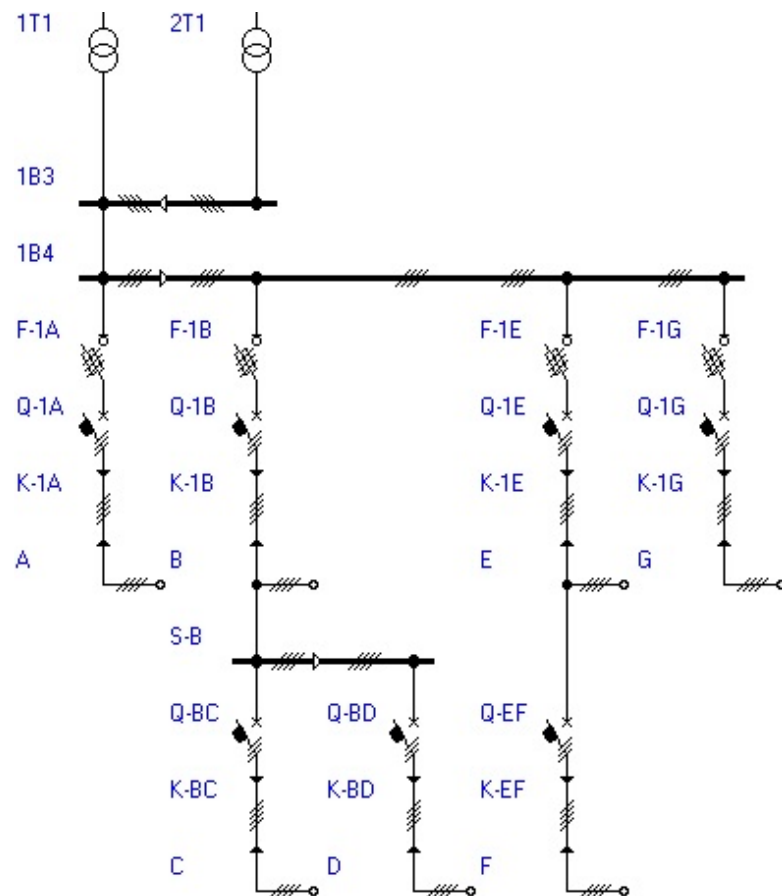 1T1 2T1
1B3
1B4
F-1A F-1B F-1E F-1G
Q-1A Q-1B Q-1E Q-1G
K-1A K-1B K-1E K-1G
A B E G
S-B
Q-BC Q-BD Q-EF
K-BC K-BD K-EF
C D F